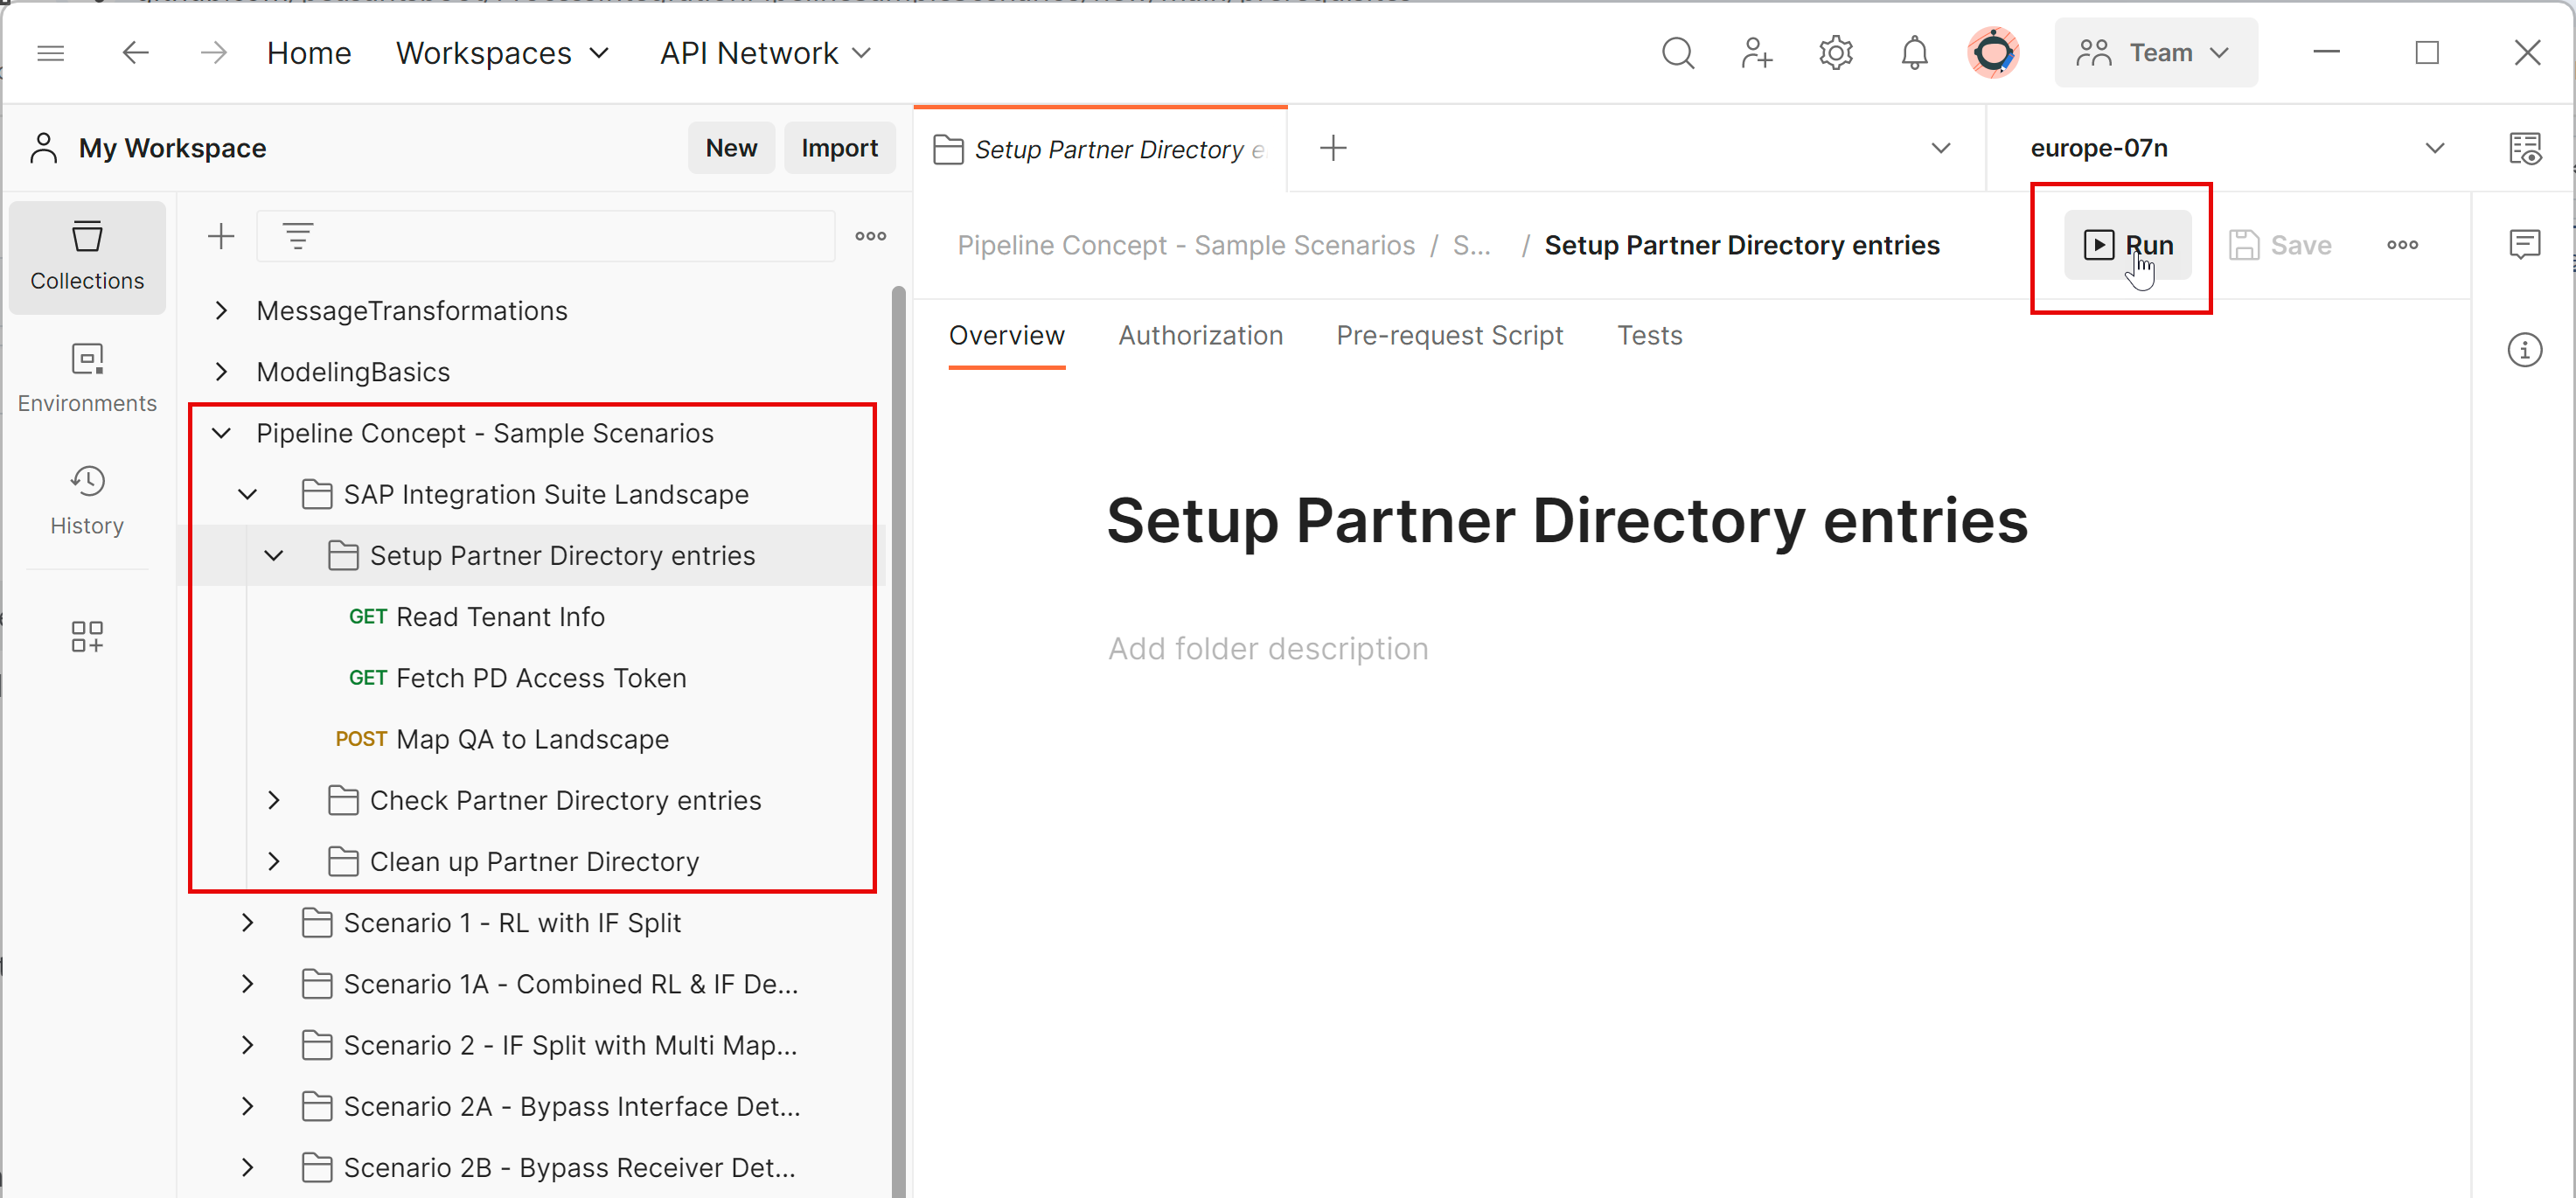 Home
Workspaces
API Network
Team
My Workspace
New
Import
Setup Partner Directory e
europe-07n
Collections
Environments
History
MessageTransformations
ModelingBasics
Pipeline Concept - Sample Scenarios
SAP Integration Suite Landscape
Setup Partner Directory entries
GET Read Tenant Info
GET Fetch PD Access Token
POST Map QA to Landscape
Check Partner Directory entries
Clean up Partner Directory
Scenario 1 - RL with IF Split
Scenario 1A - Combined RL & IF De...
Scenario 2 - IF Split with Multi Map...
Scenario 2A - Bypass Interface Det...
Scenario 2B - Bypass Receiver Det...
Pipeline Concept - Sample Scenarios / S... / Setup Partner Directory entries
Run
Save
Overview
Authorization
Pre-request Script
Tests
Setup Partner Directory entries
Add folder description